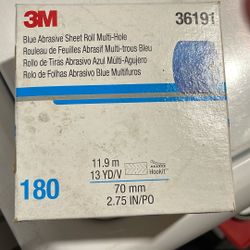 3M
36191
Blue Abrasive Sheet Roll Multi-Hole
Rouleau de Feuilles Abrasif Multi-trous Bleu
Rollo de Tiras Abrasivo Azul Multi-Agujero
Rolo de Folhas Abrasivo Blue Multifuros
180
11.9 m
13 YD/V
Hookit
70 mm
2.75 IN/PO